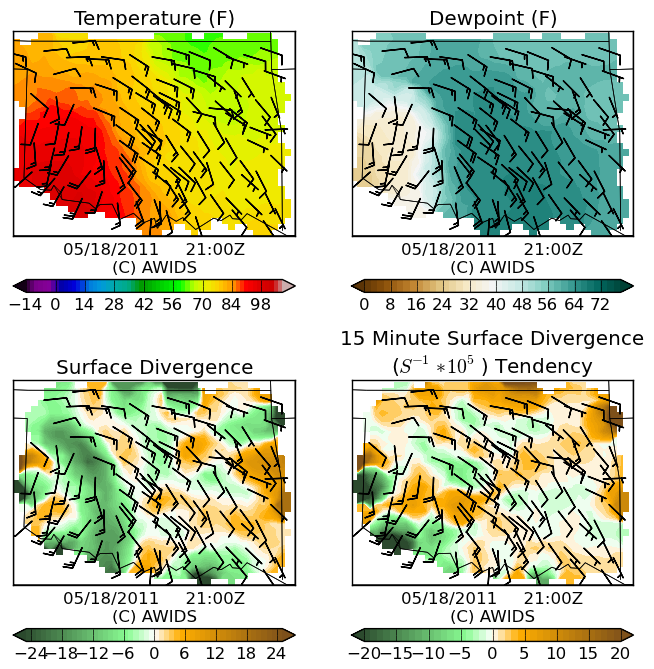 Temperature (F)
05/18/2011 21:00Z
(C) AWIDS
−14 0 14 28 42 56 70 84 98
Dewpoint (F)
05/18/2011 21:00Z
(C) AWIDS
0 8 16 24 32 40 48 56 64 72
Surface Divergence
05/18/2011 21:00Z
(C) AWIDS
−24 −18 −12 −6 0 6 12 18 24
15 Minute Surface Divergence
(S⁻¹ *10⁵ ) Tendency
05/18/2011 21:00Z
(C) AWIDS
−20 −15 −10 −5 0 5 10 15 20